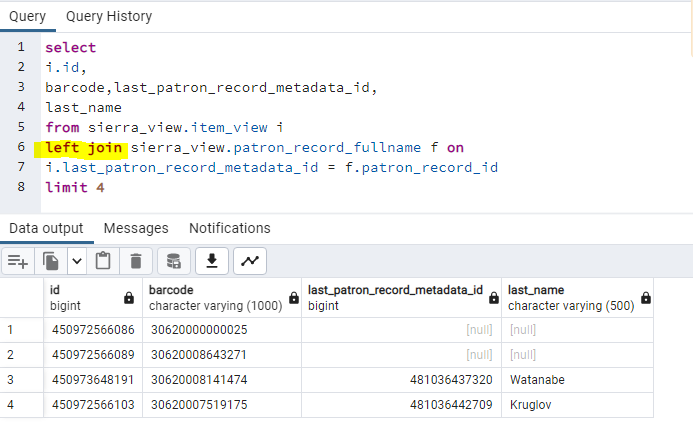 Query Query History
1 select
2 i.id,
3 barcode,last_patron_record_metadata_id,
4 last_name
5 from sierra_view.item_view i
6 left join sierra_view.patron_record_fullname f on
7 i.last_patron_record_metadata_id = f.patron_record_id
8 limit 4
Data output Messages Notifications
id barcode last_patron_record_metadata_id last_name
bigint character varying (1000) bigint character varying (500)
1 450972566086 30620000000025 [null] [null]
2 450972566089 30620008643271 [null] [null]
3 450973648191 30620008141474 481036437320 Watanabe
4 450972566103 30620007519175 481036442709 Kruglov